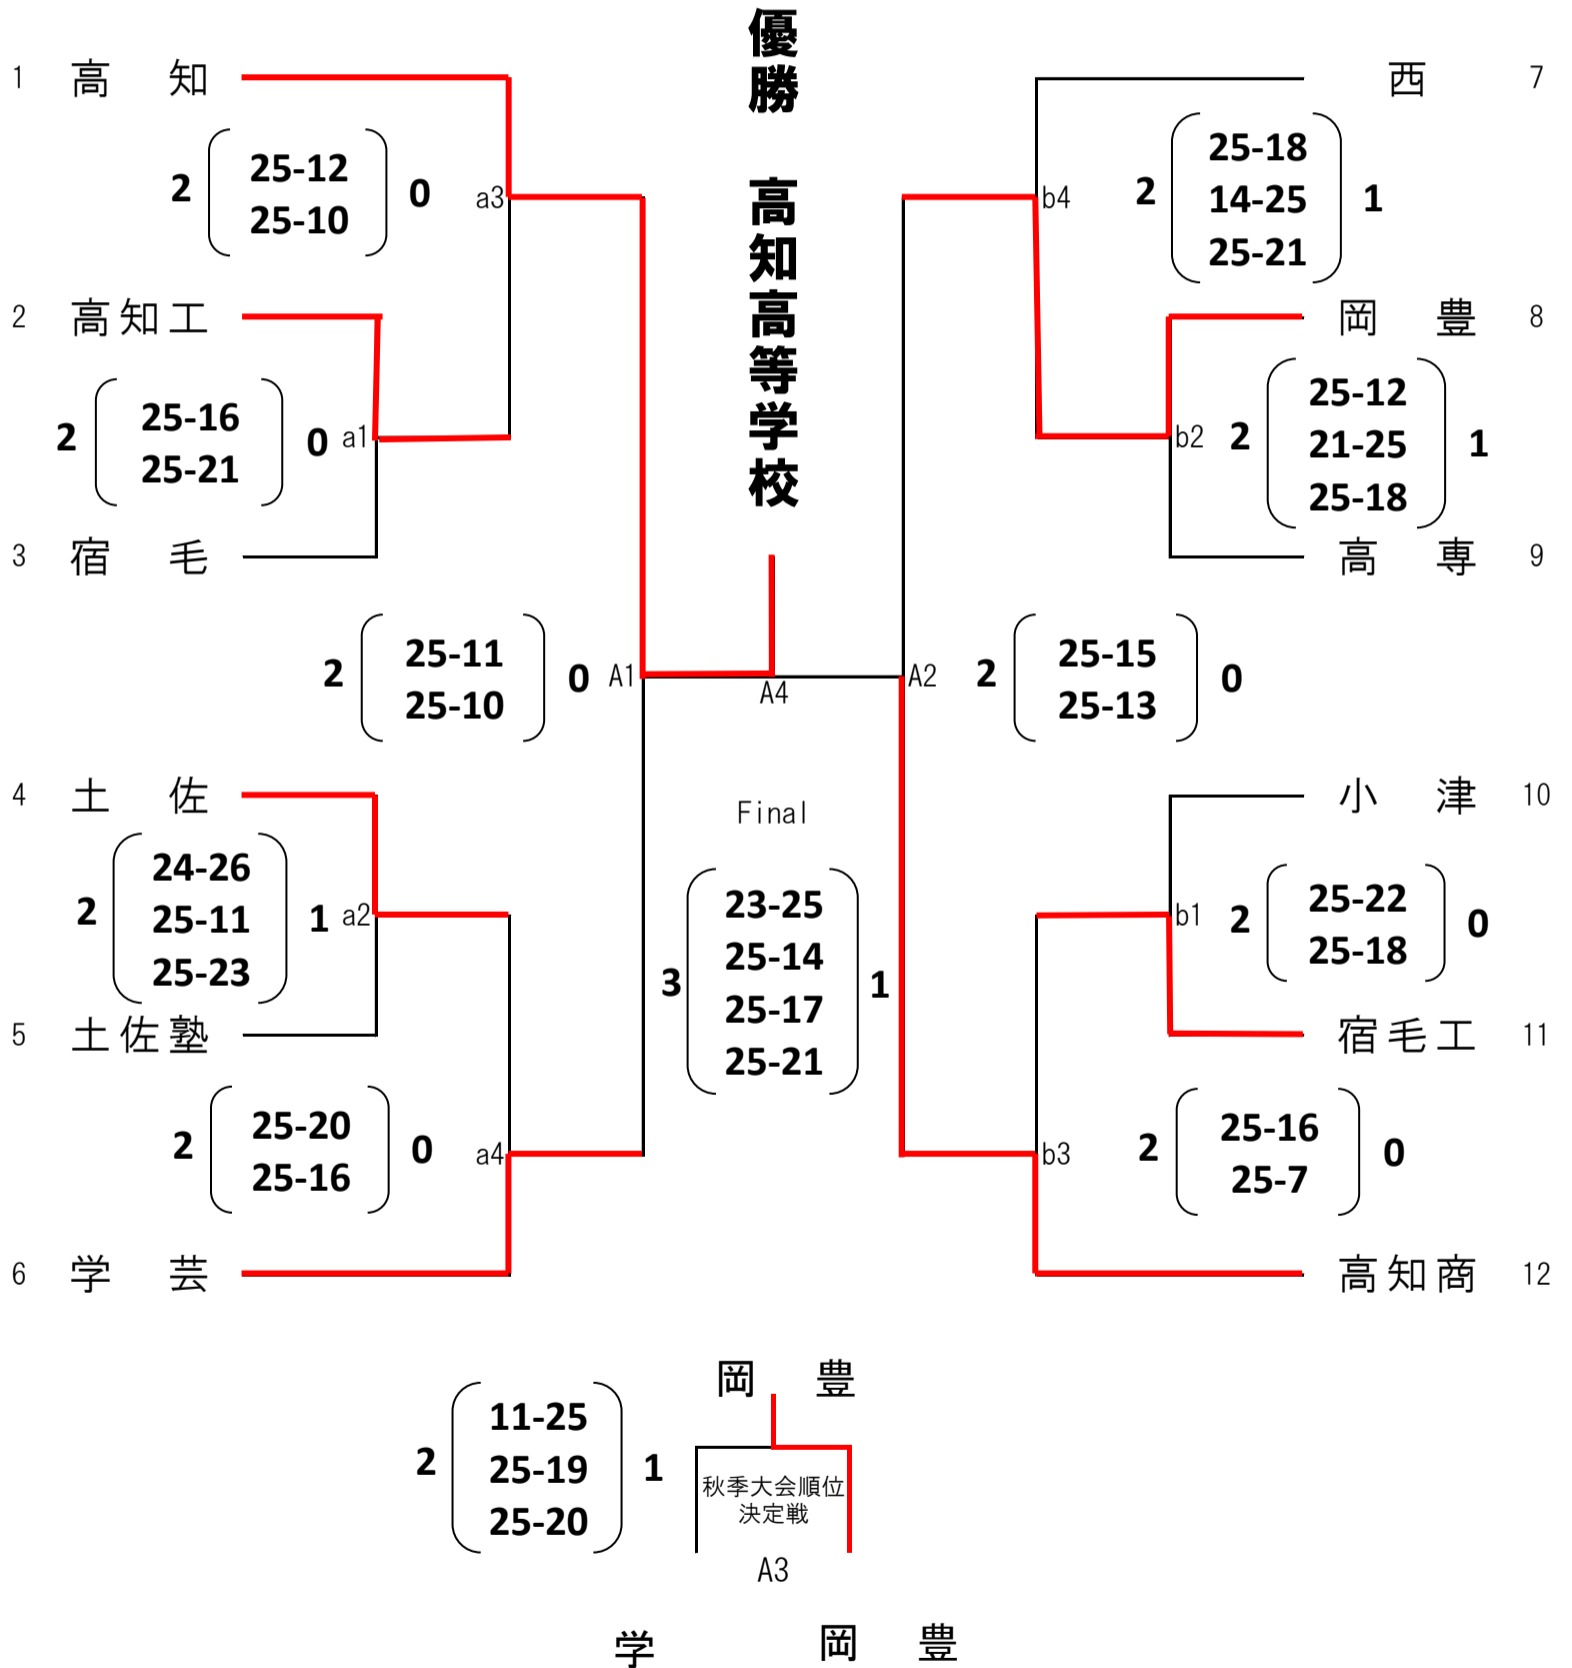 優勝 高知高等学校
1 高 知
2 ( 25-12 ) 0
25-10
a3
2 高知工
2 ( 25-16 ) 0
25-21
a1
3 宿 毛
2 ( 25-11 ) 0
25-10
A1
4 土 佐
2 ( 24-26 ) 1
25-11
25-23
a2
5 土佐塾
2 ( 25-20 ) 0
25-16
a4
6 学 芸
A4
Final
3 ( 23-25 ) 1
25-14
25-17
25-21
西 7
b4
2 ( 25-18 ) 1
14-25
25-21
岡 豊 8
b2
2 ( 25-12 ) 1
21-25
25-18
高 専 9
A2
2 ( 25-15 ) 0
25-13
小 津 10
b1
2 ( 25-22 ) 0
25-18
宿毛工 11
b3
2 ( 25-16 ) 0
25-7
高知商 12
岡 豊
2 ( 11-25 ) 1
25-19
25-20
秋季大会順位
決定戦
A3
学 岡 豊